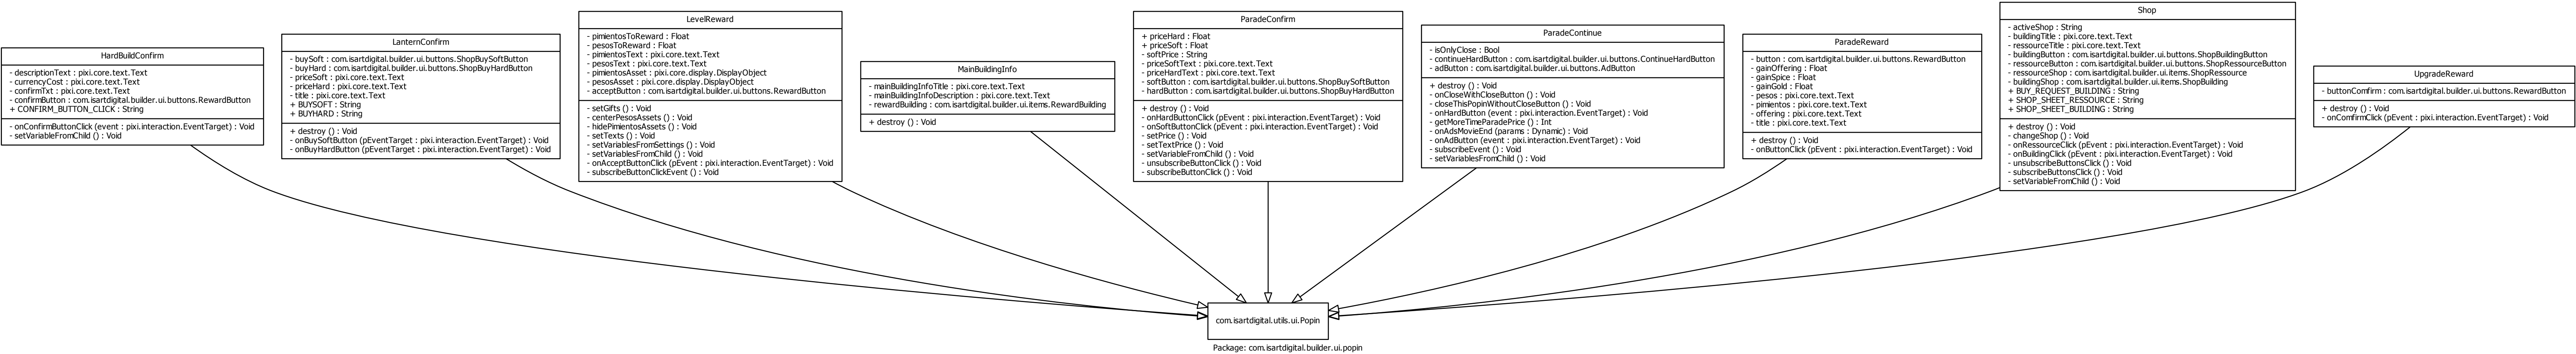 HardBuildConfirm
- descriptionText : pixi.core.text.Text
- currencyCost : pixi.core.text.Text
- confirmTxt : pixi.core.text.Text
- confirmButton : com.isartdigital.builder.ui.buttons.RewardButton
+ CONFIRM_BUTTON_CLICK : String
- onConfirmButtonClick (event : pixi.interaction.EventTarget) : Void
- setVariableFromChild () : Void
LanternConfirm
- buySoft : com.isartdigital.builder.ui.buttons.ShopBuySoftButton
- buyHard : com.isartdigital.builder.ui.buttons.ShopBuyHardButton
- priceSoft : pixi.core.text.Text
- priceHard : pixi.core.text.Text
- title : pixi.core.text.Text
+ BUYSOFT : String
+ BUYHARD : String
+ destroy () : Void
- onBuySoftButton (pEventTarget : pixi.interaction.EventTarget) : Void
- onBuyHardButton (pEventTarget : pixi.interaction.EventTarget) : Void
LevelReward
- pimientosToReward : Float
- pesosToReward : Float
- pimientosText : pixi.core.text.Text
- pesosText : pixi.core.text.Text
- pimientosAsset : pixi.core.display.DisplayObject
- pesosAsset : pixi.core.display.DisplayObject
- acceptButton : com.isartdigital.builder.ui.buttons.RewardButton
- setGifts () : Void
- centerPesosAssets () : Void
- hidePimientosAssets () : Void
- setTexts () : Void
- setVariablesFromSettings () : Void
- setVariablesFromChild () : Void
- onAcceptButtonClick (pEvent : pixi.interaction.EventTarget) : Void
- subscribeButtonClickEvent () : Void
MainBuildingInfo
- mainBuildingInfoTitle : pixi.core.text.Text
- mainBuildingInfoDescription : pixi.core.text.Text
- rewardBuilding : com.isartdigital.builder.ui.items.RewardBuilding
+ destroy () : Void
ParadeConfirm
+ priceHard : Float
+ priceSoft : Float
- softPrice : String
- priceSoftText : pixi.core.text.Text
- priceHardText : pixi.core.text.Text
- softButton : com.isartdigital.builder.ui.buttons.ShopBuySoftButton
- hardButton : com.isartdigital.builder.ui.buttons.ShopBuyHardButton
+ destroy () : Void
- onHardButtonClick (pEvent : pixi.interaction.EventTarget) : Void
- onSoftButtonClick (pEvent : pixi.interaction.EventTarget) : Void
- setPrice () : Void
- setTextPrice () : Void
- setVariableFromChild () : Void
- unsubscribeButtonClick () : Void
- subscribeButtonClick () : Void
ParadeContinue
- isOnlyClose : Bool
- continueHardButton : com.isartdigital.builder.ui.buttons.ContinueHardButton
- adButton : com.isartdigital.builder.ui.buttons.AdButton
+ destroy () : Void
- onCloseWithCloseButton () : Void
- closeThisPopinWithoutCloseButton () : Void
- onHardButton (event : pixi.interaction.EventTarget) : Void
- getMoreTimeParadePrice () : Int
- onAdsMovieEnd (params : Dynamic) : Void
- onAdButton (event : pixi.interaction.EventTarget) : Void
- subscribeEvent () : Void
- setVariablesFromChild () : Void
ParadeReward
- button : com.isartdigital.builder.ui.buttons.RewardButton
- gainOffering : Float
- gainSpice : Float
- gainGold : Float
- pesos : pixi.core.text.Text
- pimientos : pixi.core.text.Text
- offering : pixi.core.text.Text
- title : pixi.core.text.Text
+ destroy () : Void
- onButtonClick (pEvent : pixi.interaction.EventTarget) : Void
Shop
- activeShop : String
- buildingTitle : pixi.core.text.Text
- ressourceTitle : pixi.core.text.Text
- buildingButton : com.isartdigital.builder.ui.buttons.ShopBuildingButton
- ressourceButton : com.isartdigital.builder.ui.buttons.ShopRessourceButton
- ressourceShop : com.isartdigital.builder.ui.items.ShopRessource
- buildingShop : com.isartdigital.builder.ui.items.ShopBuilding
+ BUY_REQUEST_BUILDING : String
+ SHOP_SHEET_RESSOURCE : String
+ SHOP_SHEET_BUILDING : String
+ destroy () : Void
- changeShop () : Void
- onRessourceClick (pEvent : pixi.interaction.EventTarget) : Void
- onBuildingClick (pEvent : pixi.interaction.EventTarget) : Void
- unsubscribeButtonsClick () : Void
- subscribeButtonsClick () : Void
- setVariableFromChild () : Void
UpgradeReward
- buttonComfirm : com.isartdigital.builder.ui.buttons.RewardButton
+ destroy () : Void
- onComfirmClick (pEvent : pixi.interaction.EventTarget) : Void
com.isartdigital.utils.ui.Popin
Package: com.isartdigital.builder.ui.popin